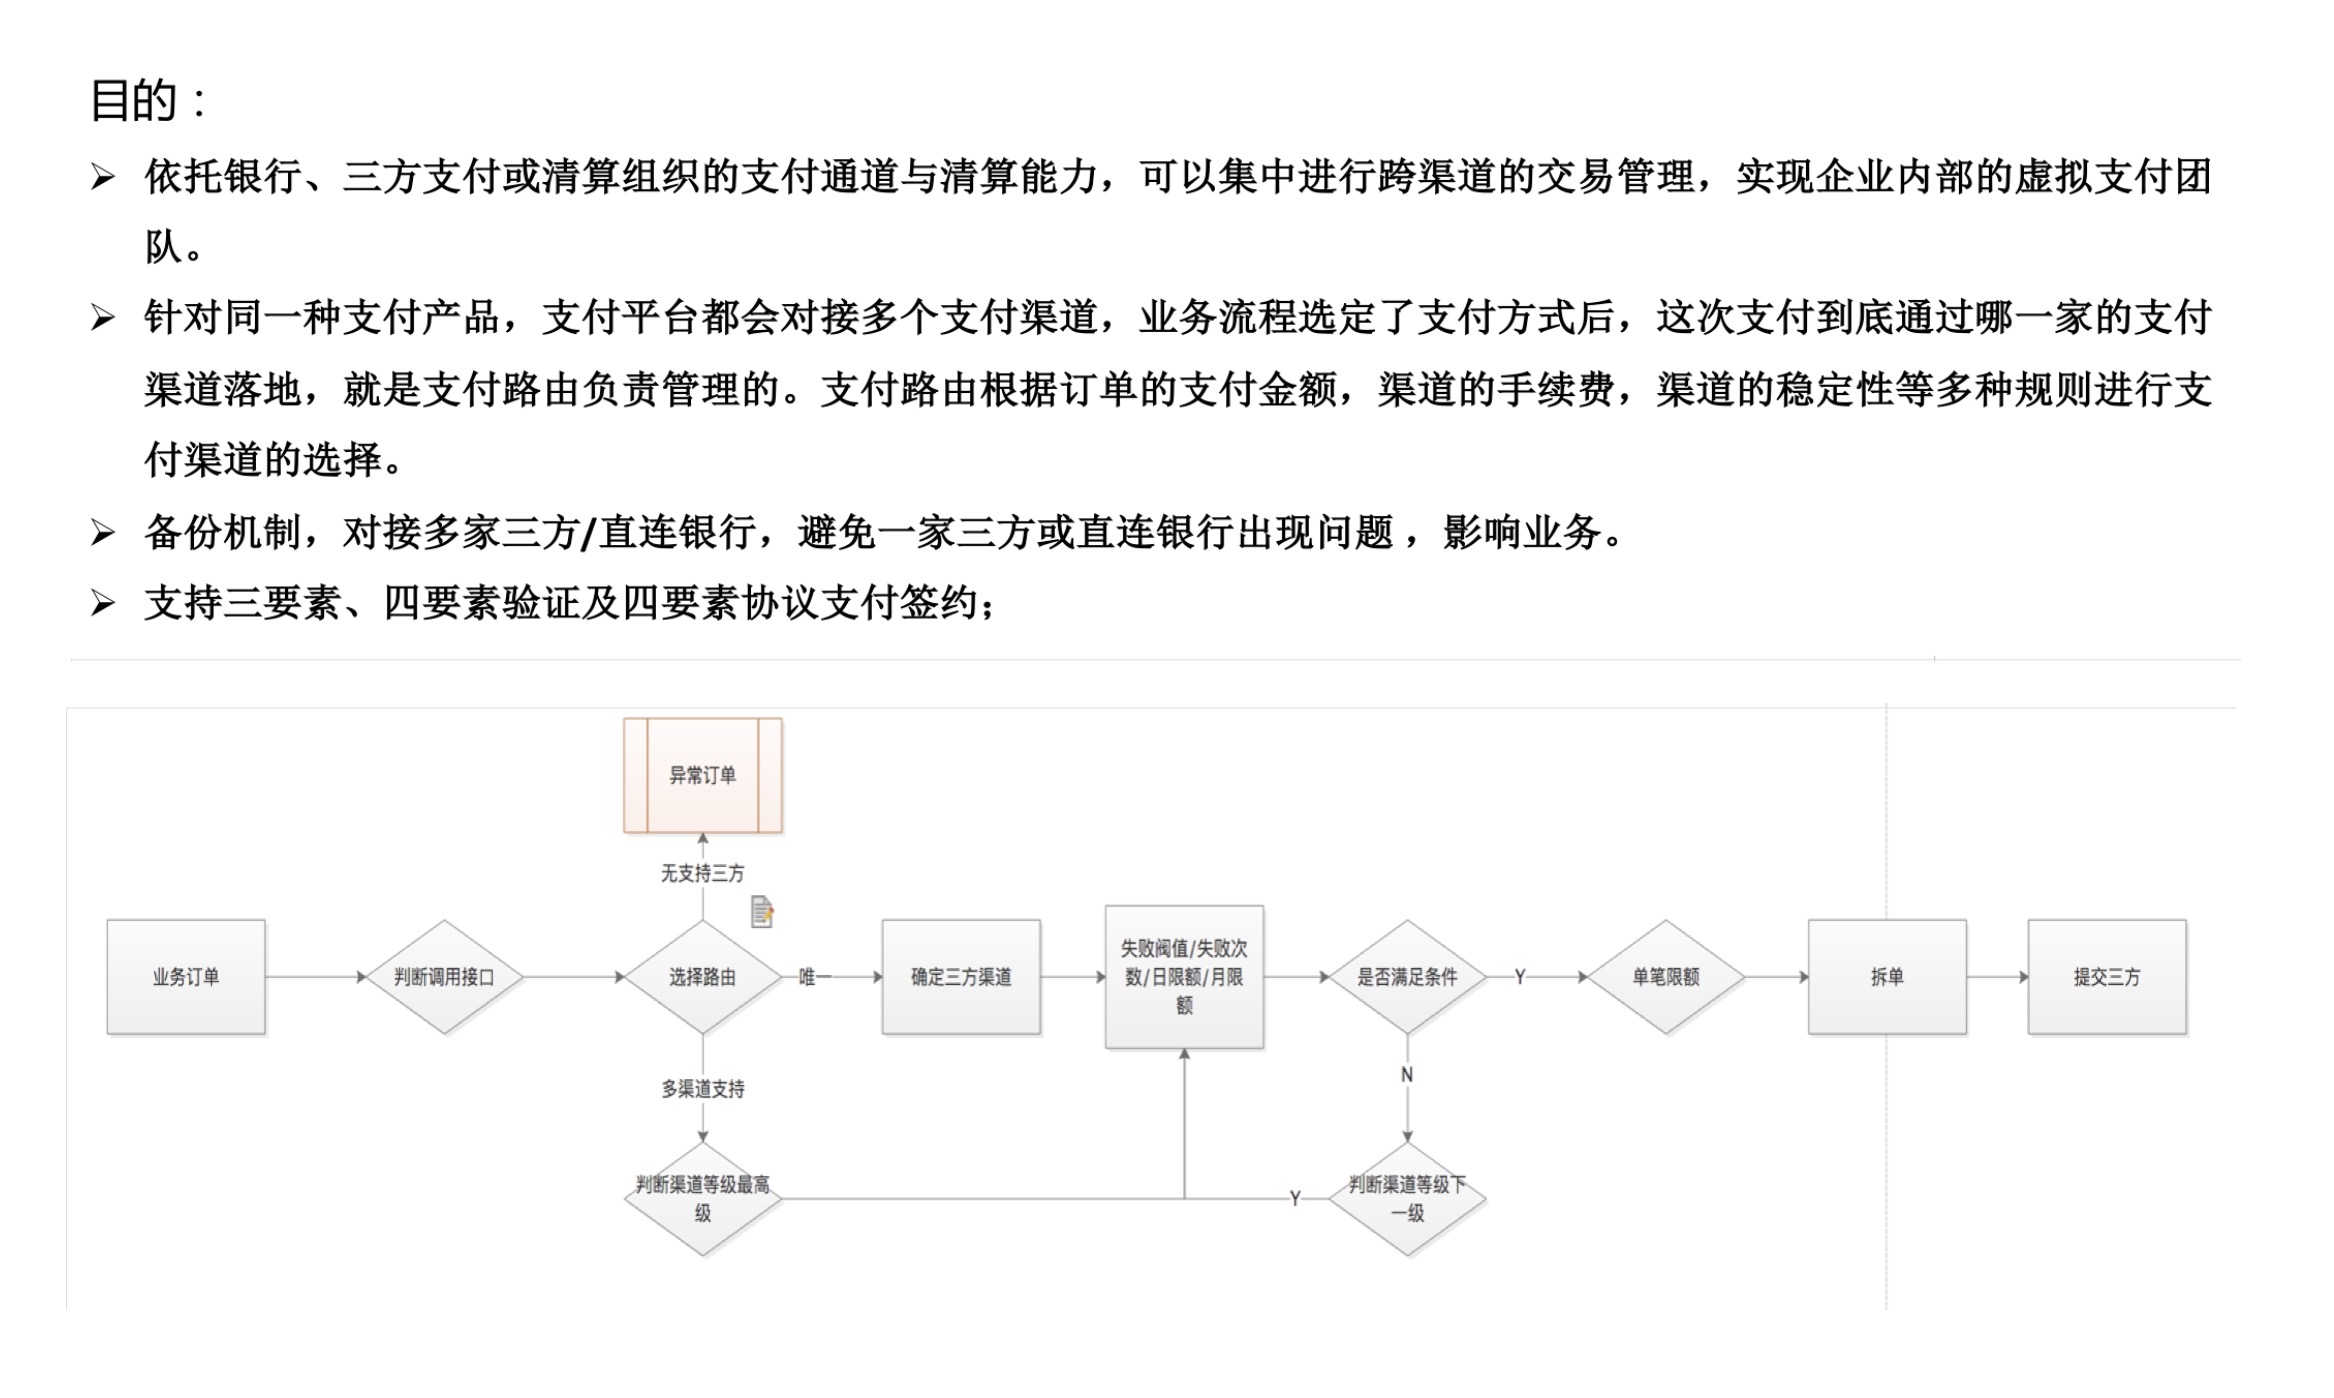 目的：
依托银行、三方支付或清算组织的支付通道与清算能力，可以集中进行跨渠道的交易管理，实现企业内部的虚拟支付团
队。
针对同一种支付产品，支付平台都会对接多个支付渠道，业务流程选定了支付方式后，这次支付到底通过哪一家的支付
渠道落地，就是支付路由负责管理的。支付路由根据订单的支付金额，渠道的手续费，渠道的稳定性等多种规则进行支
付渠道的选择。
备份机制，对接多家三方/直连银行，避免一家三方或直连银行出现问题 ，影响业务。
支持三要素、四要素验证及四要素协议支付签约；
异常订单
无支持三方
业务订单
判断调用接口
选择路由
唯一
确定三方渠道
失败阀值/失败次
数/日限额/月限
额
是否满足条件
Y
单笔限额
拆单
提交三方
多渠道支持
N
判断渠道等级最高
级
Y
判断渠道等级下
一级